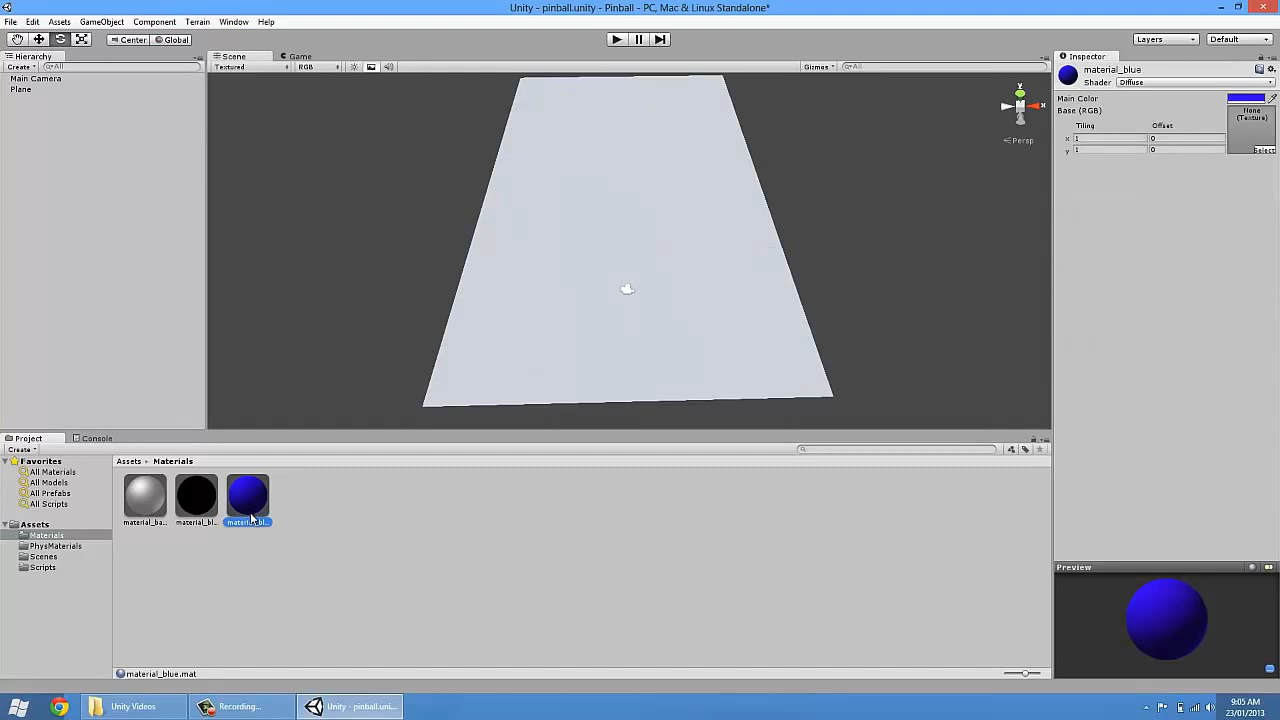 Unity - pinball.unity - Pinball - PC, Mac & Linux Standalone*
File Edit Assets GameObject Component Terrain Window Help
Center Global
Layers Default
Hierarchy
Create All
Main Camera
Plane
Scene Game
Textured RGB Gizmos All
y
x
Persp
Inspector
material_blue
Shader Diffuse
Main Color
Base (RGB)
None
(Texture)
Tiling Offset
x 1 0
y 1 0
Select
Project Console
Create
Favorites
All Materials
All Models
All Prefabs
All Scripts
Assets
Materials
PhysMaterials
Scenes
Scripts
Assets Materials
material_ba... material_bl... material_bl...
material_blue.mat
Preview
Unity Videos Recording... Unity - pinball.uni...
9:05 AM
23/01/2013